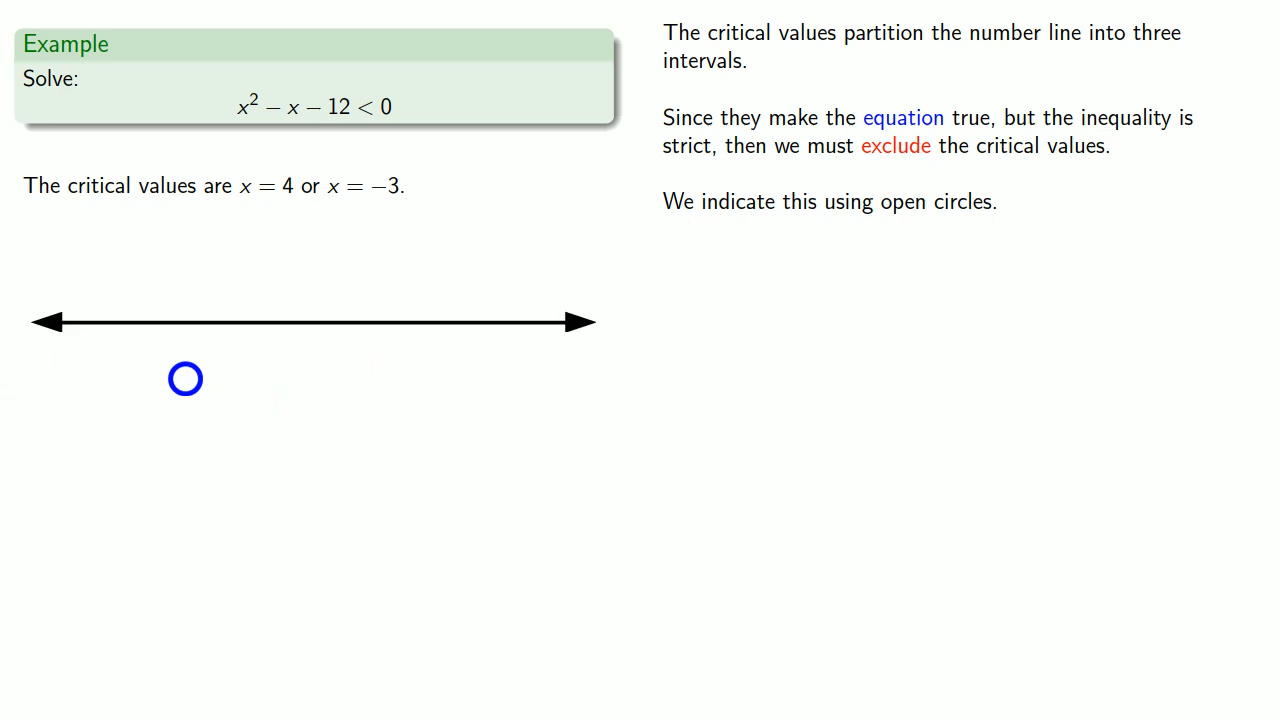 Example
Solve:
x² − x − 12 < 0
The critical values are x = 4 or x = −3.
The critical values partition the number line into three
intervals.
Since they make the equation true, but the inequality is
strict, then we must exclude the critical values.
We indicate this using open circles.